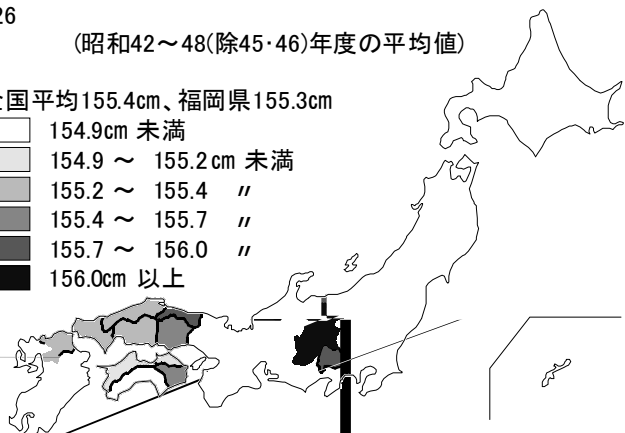 26
(昭和42～48(除45･46)年度の平均値)
全国平均155.4cm、福岡県155.3cm
154.9cm 未満
154.9 ～ 155.2cm 未満
155.2 ～ 155.4 〃
155.4 ～ 155.7 〃
155.7 ～ 156.0 〃
156.0cm 以上